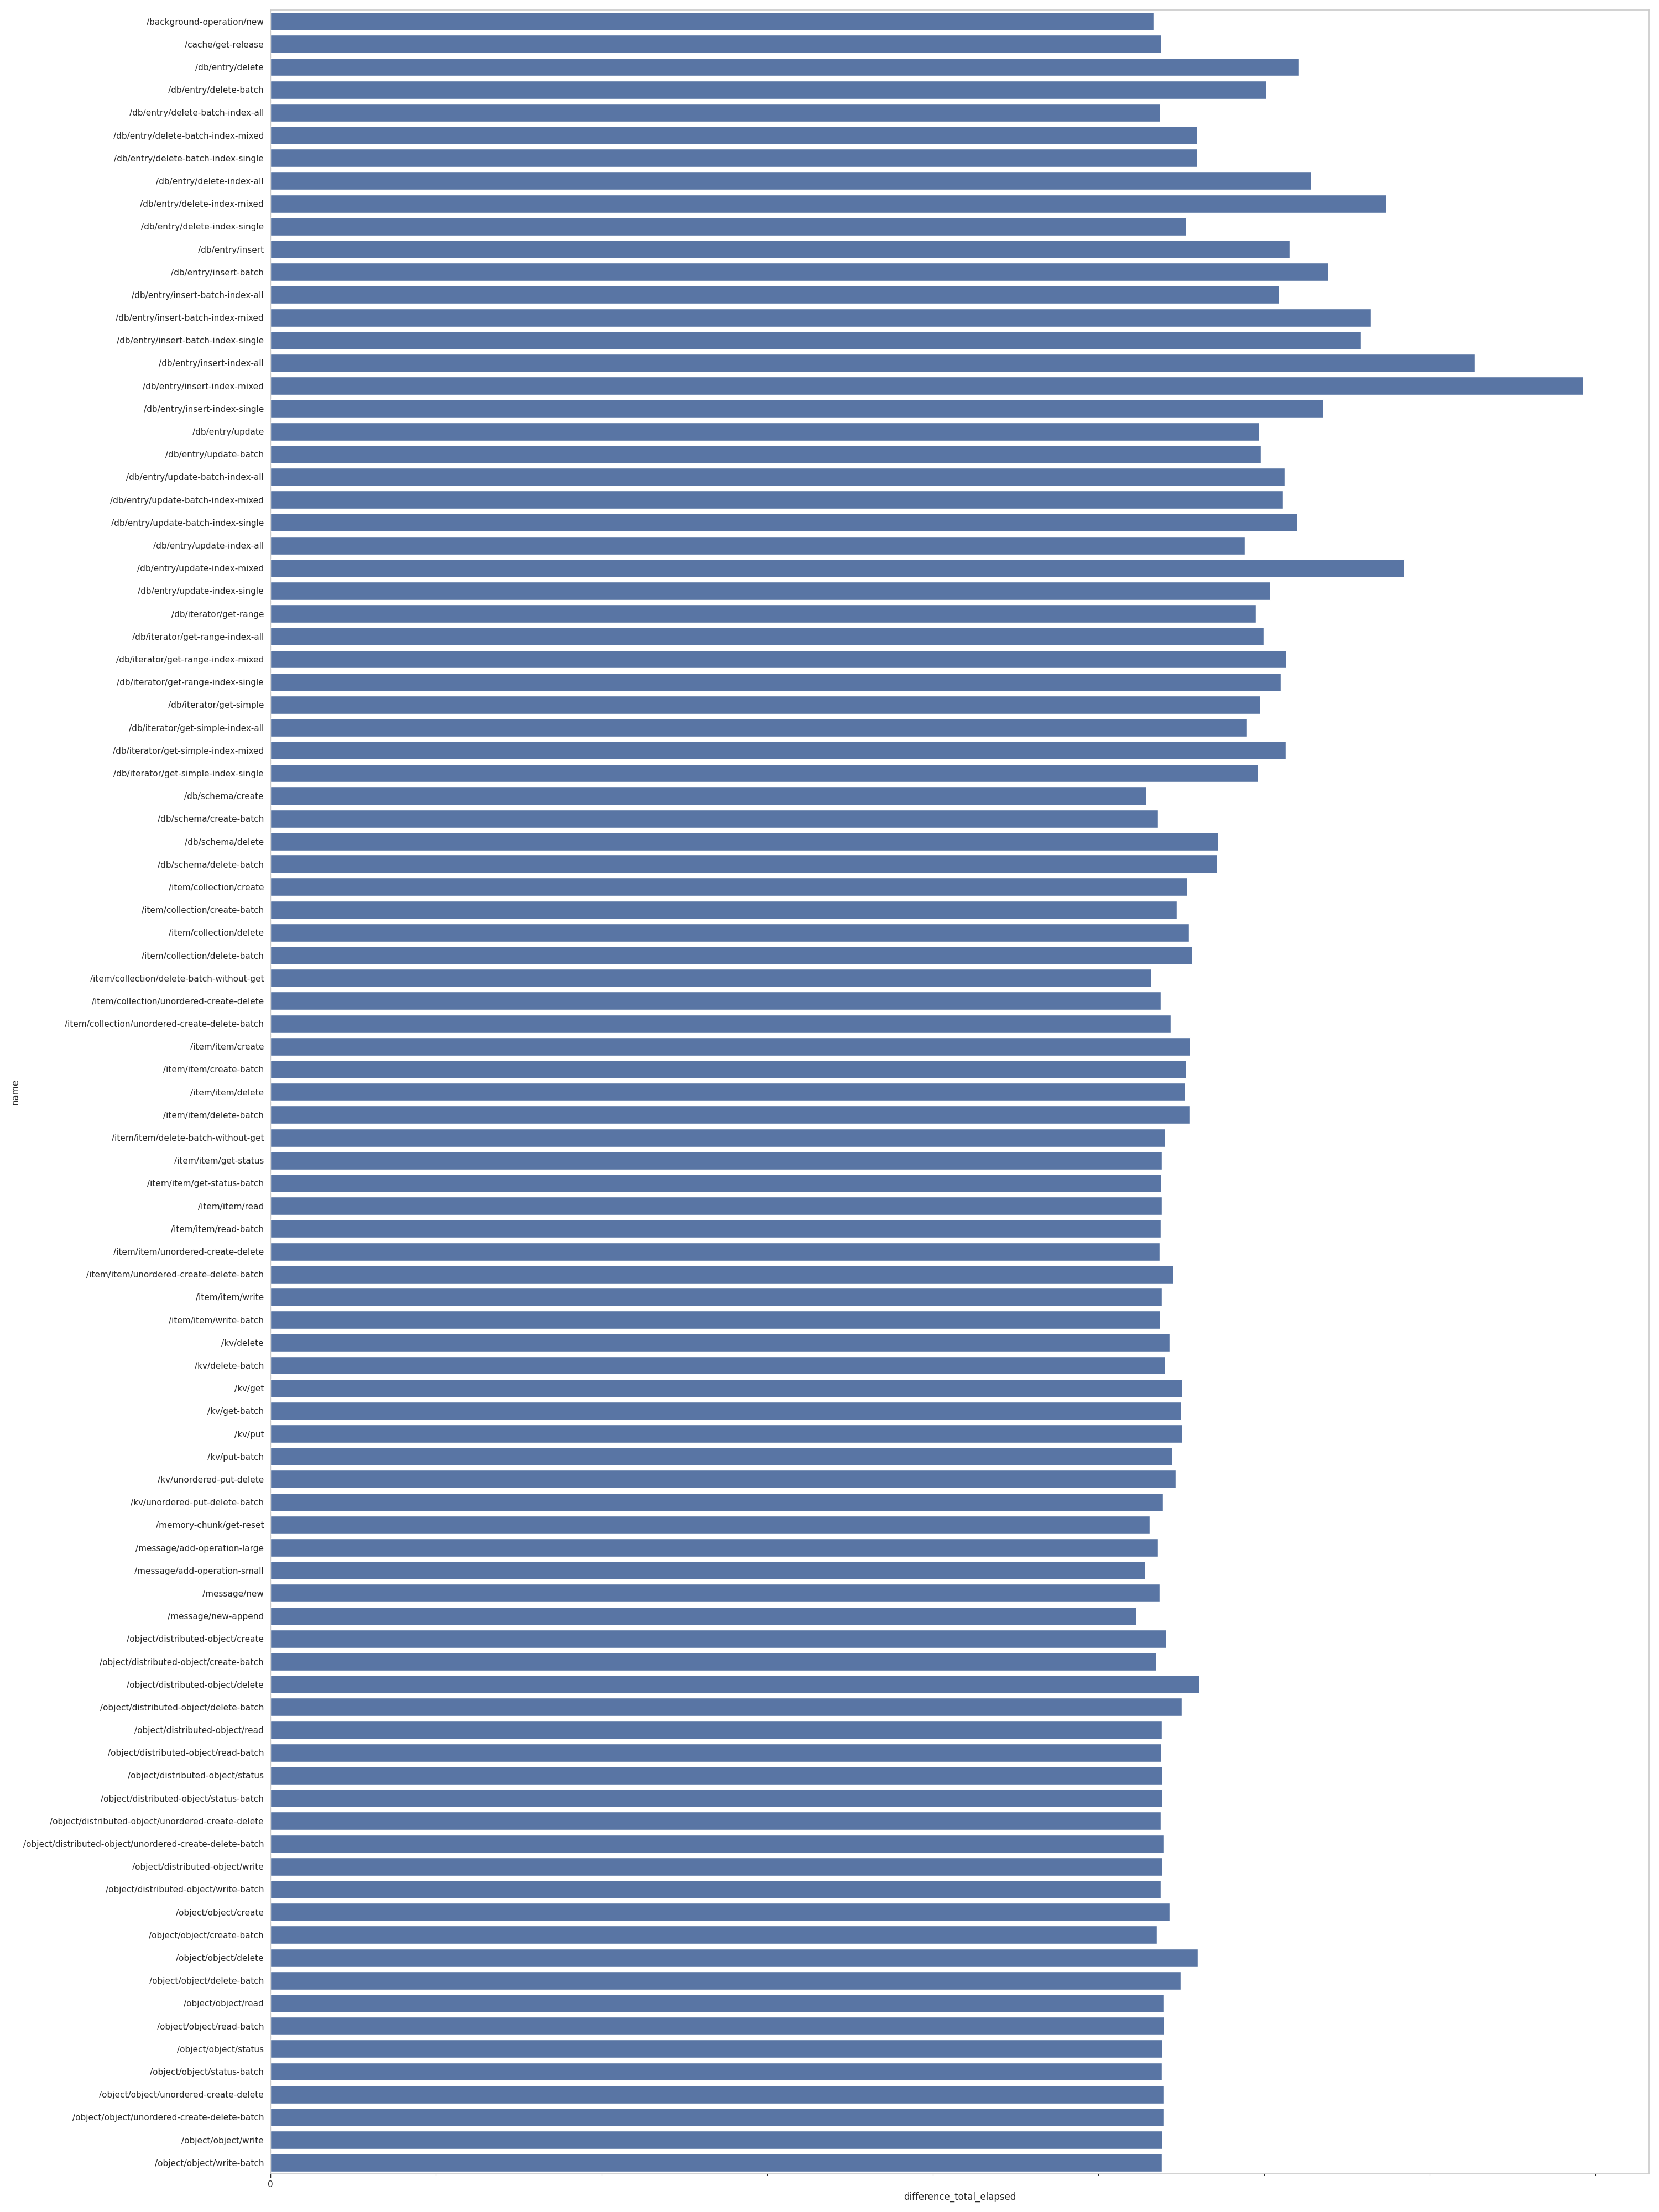 /background-operation/new
/cache/get-release
/db/entry/delete
/db/entry/delete-batch
/db/entry/delete-batch-index-all
/db/entry/delete-batch-index-mixed
/db/entry/delete-batch-index-single
/db/entry/delete-index-all
/db/entry/delete-index-mixed
/db/entry/delete-index-single
/db/entry/insert
/db/entry/insert-batch
/db/entry/insert-batch-index-all
/db/entry/insert-batch-index-mixed
/db/entry/insert-batch-index-single
/db/entry/insert-index-all
/db/entry/insert-index-mixed
/db/entry/insert-index-single
/db/entry/update
/db/entry/update-batch
/db/entry/update-batch-index-all
/db/entry/update-batch-index-mixed
/db/entry/update-batch-index-single
/db/entry/update-index-all
/db/entry/update-index-mixed
/db/entry/update-index-single
/db/iterator/get-range
/db/iterator/get-range-index-all
/db/iterator/get-range-index-mixed
/db/iterator/get-range-index-single
/db/iterator/get-simple
/db/iterator/get-simple-index-all
/db/iterator/get-simple-index-mixed
/db/iterator/get-simple-index-single
/db/schema/create
/db/schema/create-batch
/db/schema/delete
/db/schema/delete-batch
/item/collection/create
/item/collection/create-batch
/item/collection/delete
/item/collection/delete-batch
/item/collection/delete-batch-without-get
/item/collection/unordered-create-delete
/item/collection/unordered-create-delete-batch
/item/item/create
/item/item/create-batch
/item/item/delete
name
/item/item/delete-batch
/item/item/delete-batch-without-get
/item/item/get-status
/item/item/get-status-batch
/item/item/read
/item/item/read-batch
/item/item/unordered-create-delete
/item/item/unordered-create-delete-batch
/item/item/write
/item/item/write-batch
/kv/delete
/kv/delete-batch
/kv/get
/kv/get-batch
/kv/put
/kv/put-batch
/kv/unordered-put-delete
/kv/unordered-put-delete-batch
/memory-chunk/get-reset
/message/add-operation-large
/message/add-operation-small
/message/new
/message/new-append
/object/distributed-object/create
/object/distributed-object/create-batch
/object/distributed-object/delete
/object/distributed-object/delete-batch
/object/distributed-object/read
/object/distributed-object/read-batch
/object/distributed-object/status
/object/distributed-object/status-batch
/object/distributed-object/unordered-create-delete
/object/distributed-object/unordered-create-delete-batch
/object/distributed-object/write
/object/distributed-object/write-batch
/object/object/create
/object/object/create-batch
/object/object/delete
/object/object/delete-batch
/object/object/read
/object/object/read-batch
/object/object/status
/object/object/status-batch
/object/object/unordered-create-delete
/object/object/unordered-create-delete-batch
/object/object/write
/object/object/write-batch
0
difference_total_elapsed